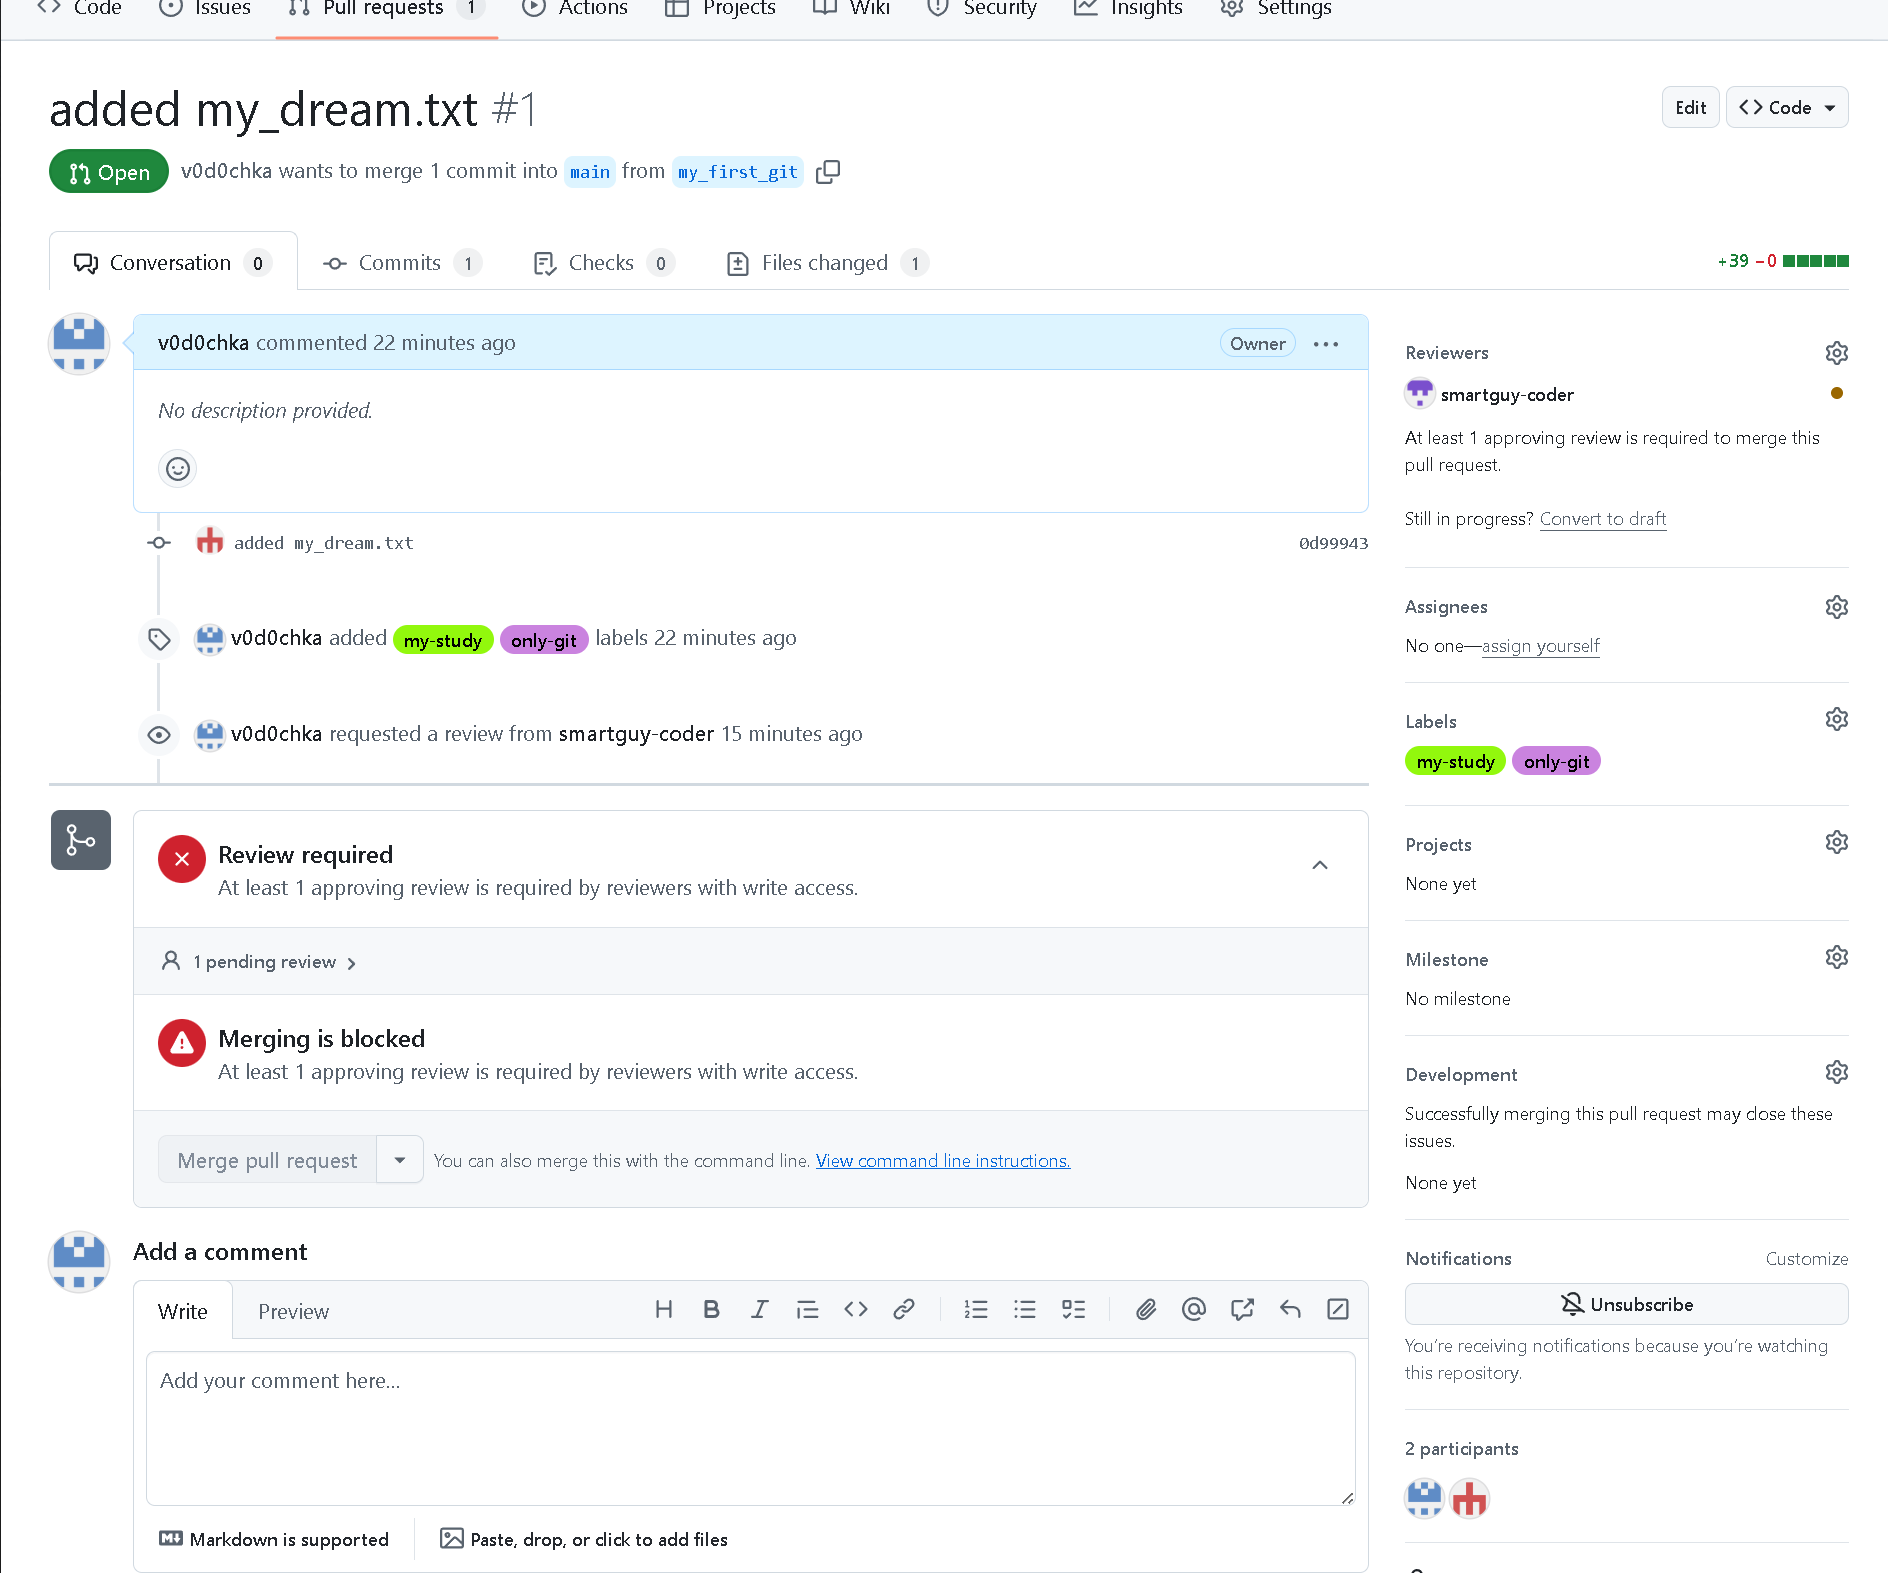 Code Issues Pull requests 1 Actions Projects Wiki Security Insights Settings
added my_dream.txt #1
Edit
Code
Open
v0d0chka wants to merge 1 commit into main from my_first_git
Conversation 0
Commits 1
Checks 0
Files changed 1
+39 −0
v0d0chka commented 22 minutes ago
Owner
No description provided.
added my_dream.txt
0d99943
v0d0chka added my-study only-git labels 22 minutes ago
v0d0chka requested a review from smartguy-coder 15 minutes ago
Review required
At least 1 approving review is required by reviewers with write access.
1 pending review
Merging is blocked
At least 1 approving review is required by reviewers with write access.
Merge pull request
You can also merge this with the command line. View command line instructions.
Add a comment
Write
Preview
Add your comment here...
Markdown is supported
Paste, drop, or click to add files
Reviewers
smartguy-coder
At least 1 approving review is required to merge this
pull request.
Still in progress? Convert to draft
Assignees
No one—assign yourself
Labels
my-study only-git
Projects
None yet
Milestone
No milestone
Development
Successfully merging this pull request may close these
issues.
None yet
Notifications
Customize
Unsubscribe
You're receiving notifications because you're watching
this repository.
2 participants